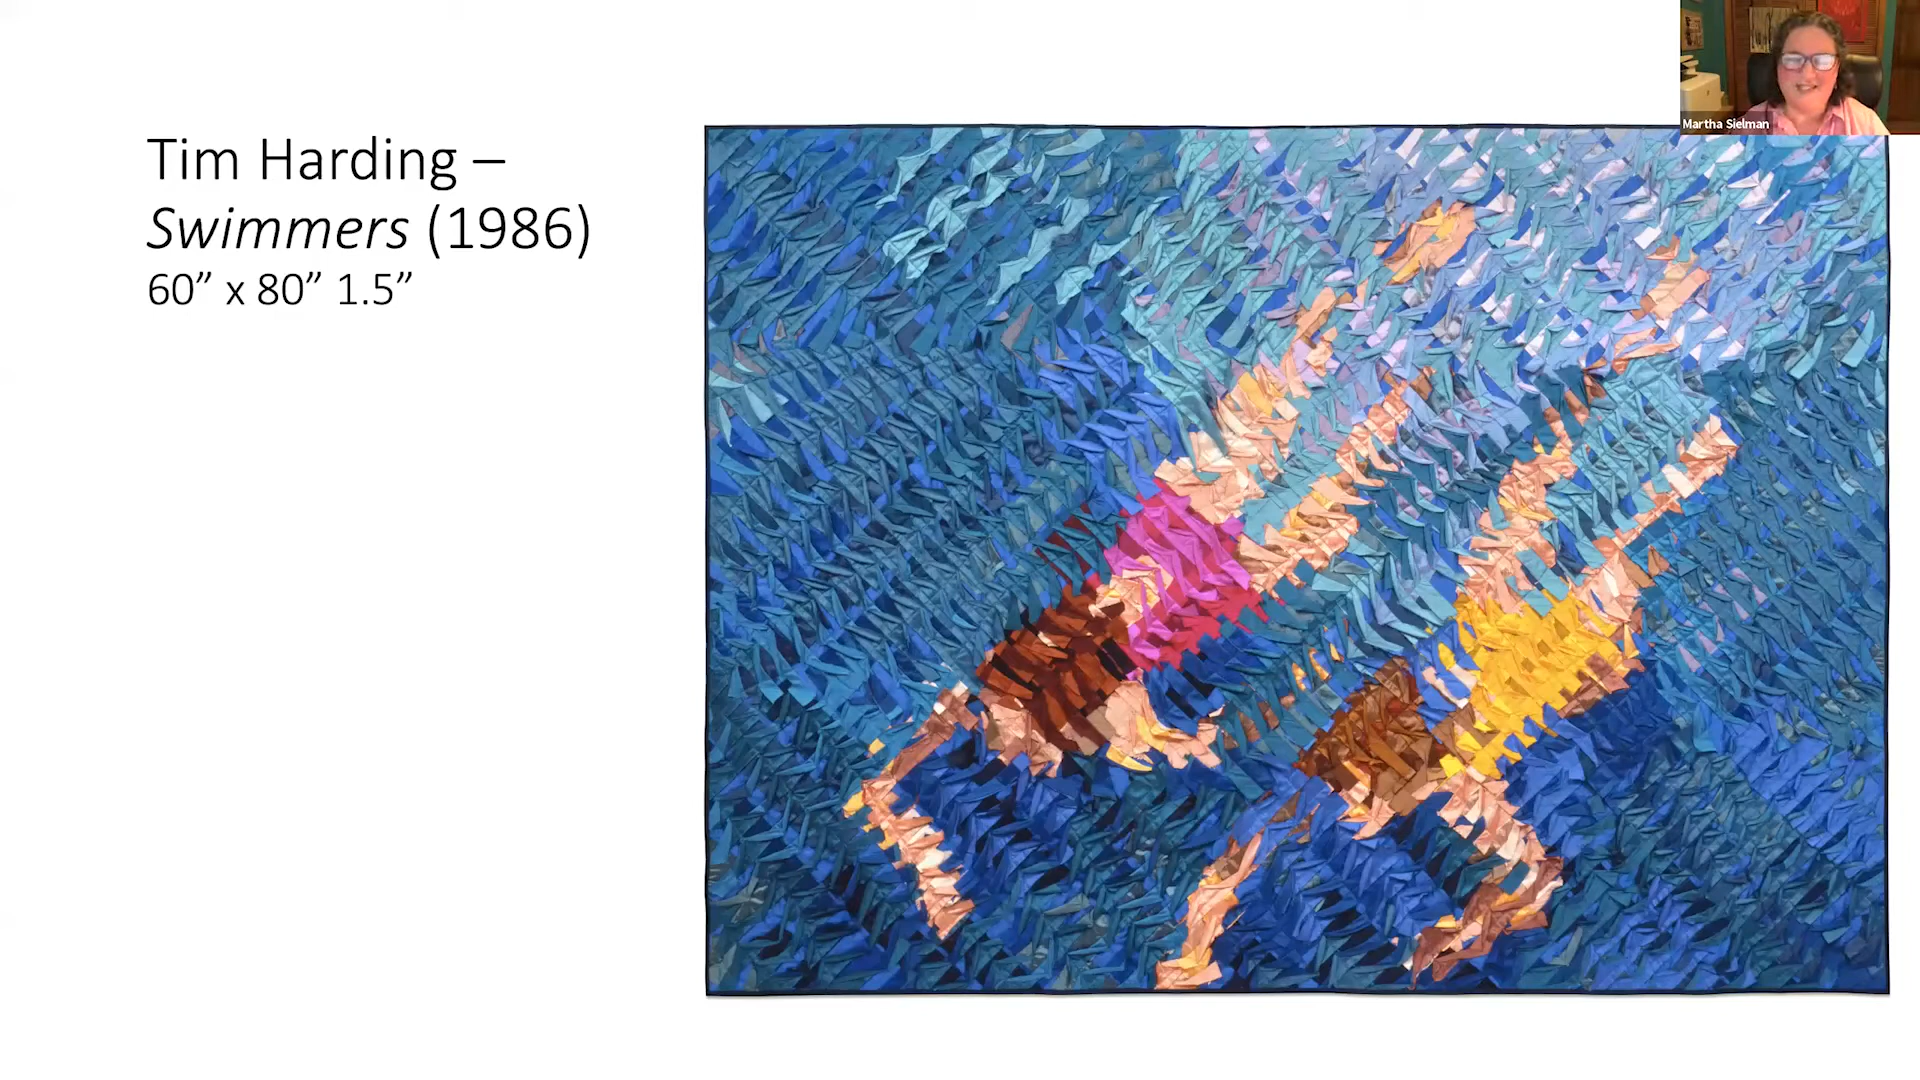 Tim Harding –
Swimmers (1986)
60” x 80” 1.5”
Martha Sielman